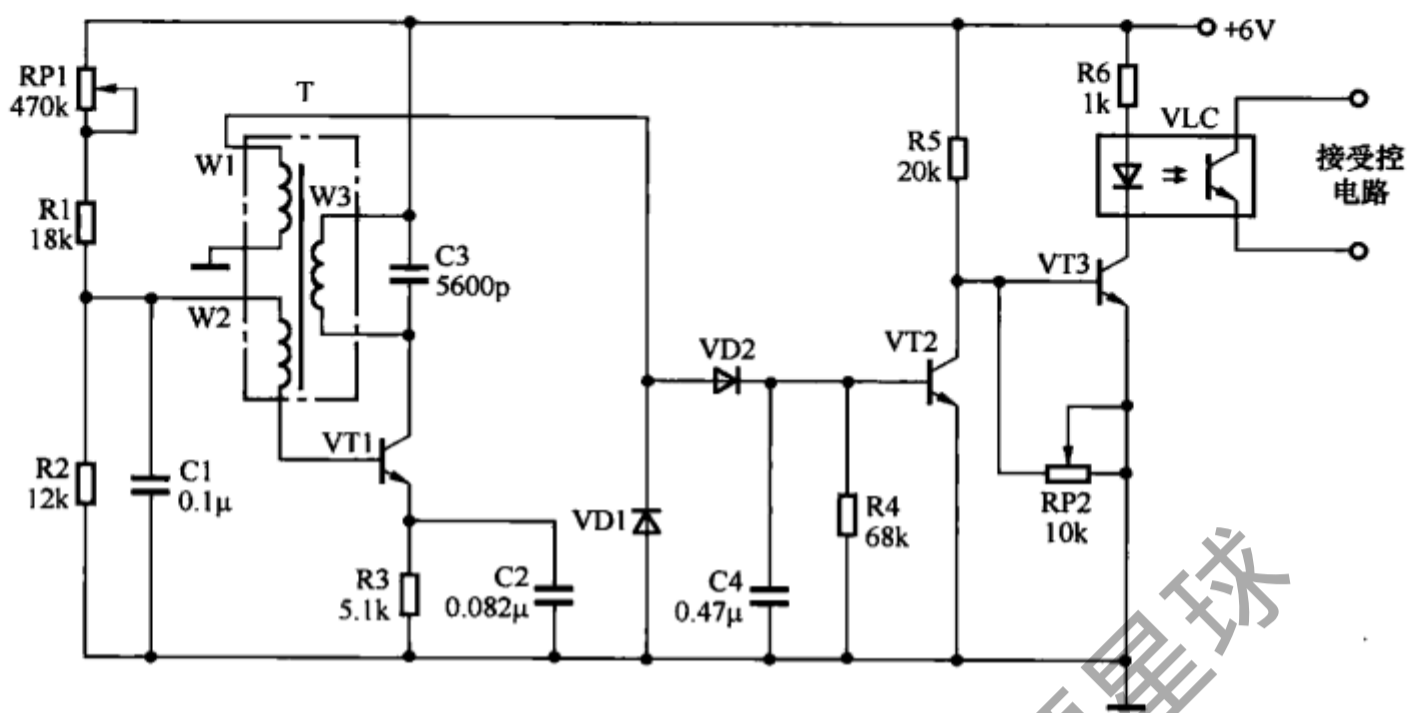 +6V
RP1
470k
T
R6
1k
VLC
W1
W3
R5
20k
接受控
电路
R1
18k
C3
5600p
VT3
W2
VD2
VT2
VT1
R2
12k
C1
0.1μ
VD1
R4
68k
RP2
10k
R3
5.1k
C2
0.082μ
C4
0.47μ
星球